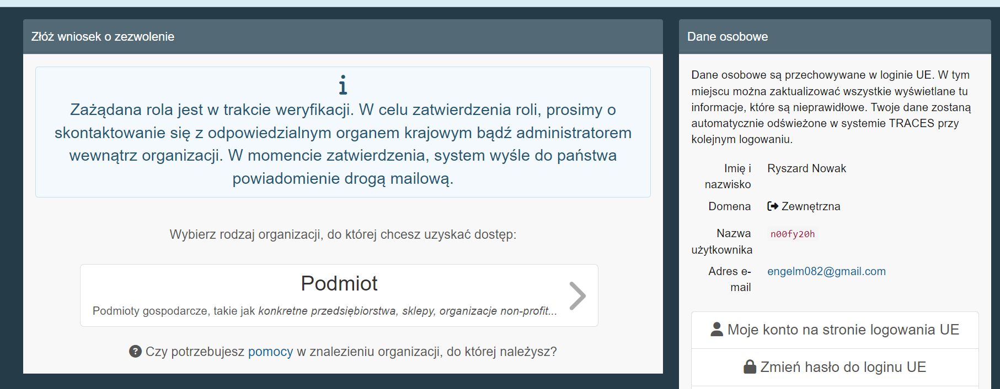 Złóż wniosek o zezwolenie
Zażądana rola jest w trakcie weryfikacji. W celu zatwierdzenia roli, prosimy o
skontaktowanie się z odpowiedzialnym organem krajowym bądź administratorem
wewnątrz organizacji. W momencie zatwierdzenia, system wyśle do państwa
powiadomienie drogą mailową.
Wybierz rodzaj organizacji, do której chcesz uzyskać dostęp:
Podmiot
Podmioty gospodarcze, takie jak konkretne przedsiębiorstwa, sklepy, organizacje non-profit...
Czy potrzebujesz pomocy w znalezieniu organizacji, do której należysz?
Dane osobowe
Dane osobowe są przechowywane w loginie UE. W tym
miejscu można zaktualizować wszystkie wyświetlane tu
informacje, które są nieprawidłowe. Twoje dane zostaną
automatycznie odświeżone w systemie TRACES przy
kolejnym logowaniu.
Imię i Ryszard Nowak
nazwisko
Domena Zewnętrzna
Nazwa n00fy20h
użytkownika
Adres e- engelm082@gmail.com
mail
Moje konto na stronie logowania UE
Zmień hasło do loginu UE